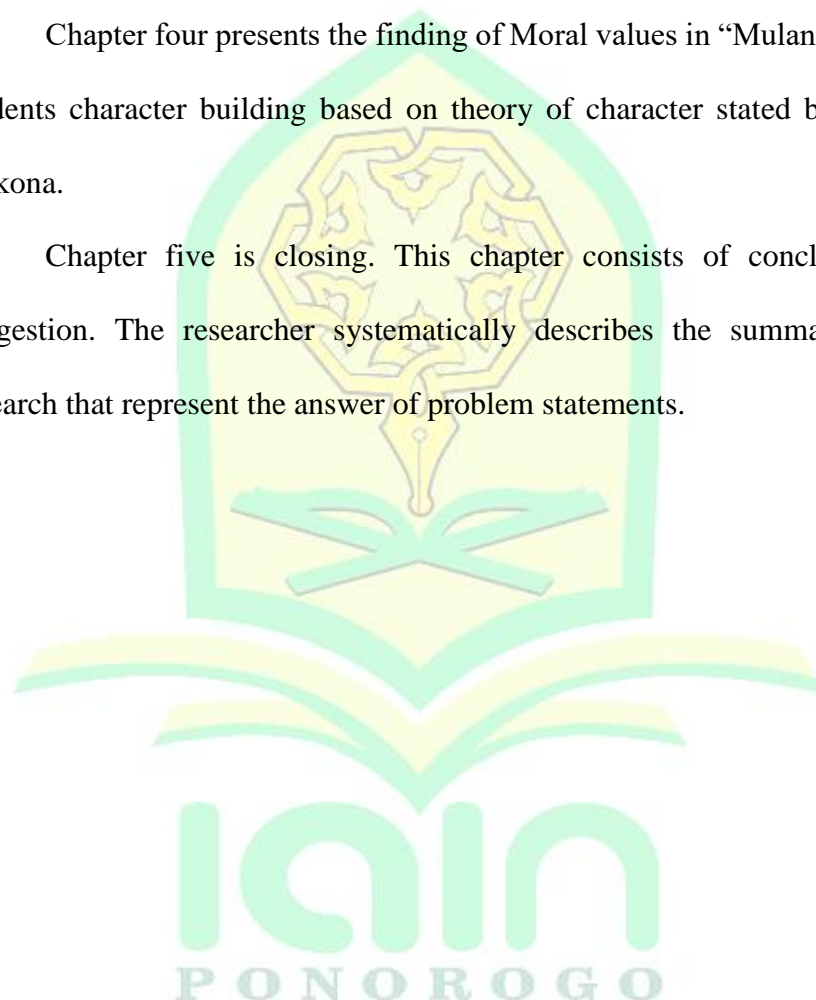 Chapter four presents the finding of Moral values in “Mulan
dents character building based on theory of character stated b
kona.
Chapter five is closing. This chapter consists of concl
gestion. The researcher systematically describes the summa
earch that represent the answer of problem statements.
iain
PONOROGO